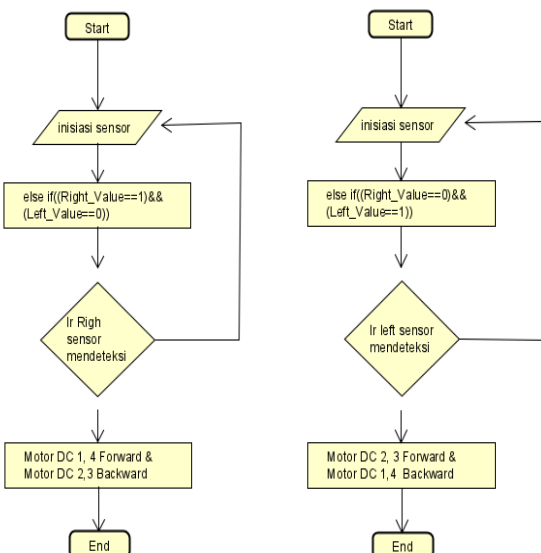 Start
inisiasi sensor
else if((Right_Value==1)&&
(Left_Value==0))
Ir Righ
sensor
mendeteksi
Motor DC 1, 4 Forward &
Motor DC 2,3 Backward
End
Start
inisiasi sensor
else if((Right_Value==0)&&
(Left_Value==1))
Ir left sensor
mendeteksi
Motor DC 2, 3 Forward &
Motor DC 1,4 Backward
End